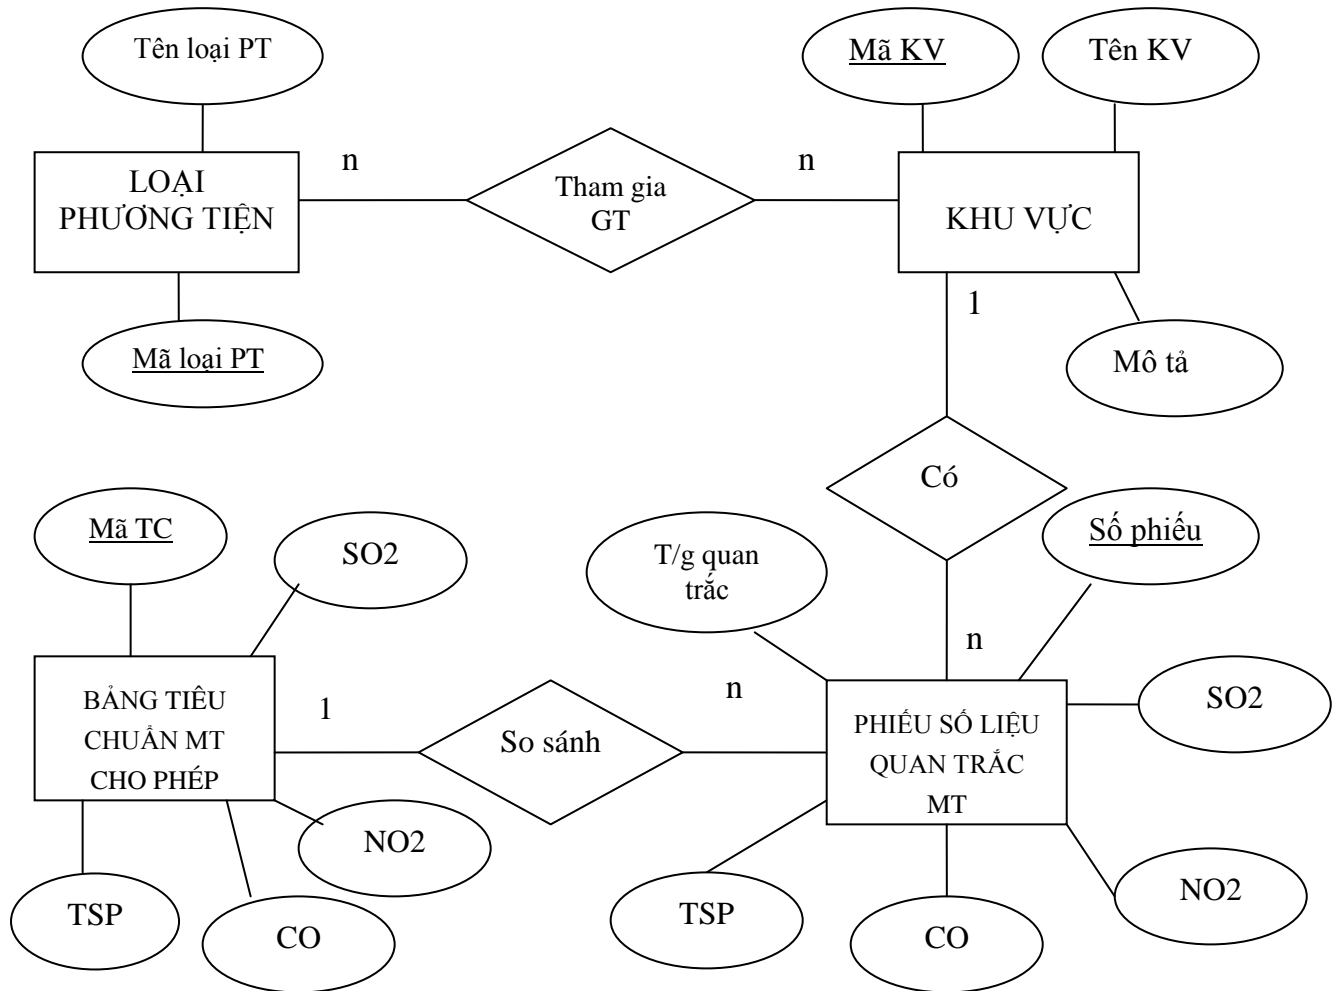 Tên loại PT
Mã KV
Tên KV
LOẠI
PHƯƠNG TIỆN
n
Tham gia
GT
n
KHU VỰC
1
Mã loại PT
Mô tả
Có
Mã TC
SO2
T/g quan
trắc
Số phiếu
n
BẢNG TIÊU
CHUẨN MT
CHO PHÉP
1
So sánh
n
PHIẾU SỐ LIỆU
QUAN TRẮC
MT
SO2
NO2
TSP
CO
TSP
CO
NO2